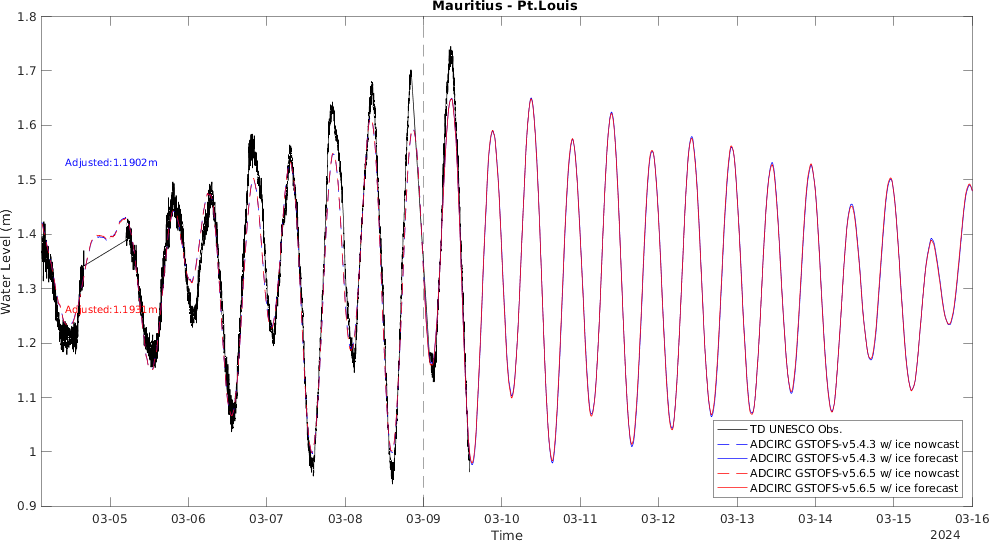 Mauritius - Pt.Louis
Water Level (m)
1.8
1.7
1.6
1.5
1.4
1.3
1.2
1.1
1
0.9
Adjusted:1.1902m
Adjusted:1.1931m
TD UNESCO Obs.
ADCIRC GSTOFS-v5.4.3 w/ ice nowcast
ADCIRC GSTOFS-v5.4.3 w/ ice forecast
ADCIRC GSTOFS-v5.6.5 w/ ice nowcast
ADCIRC GSTOFS-v5.6.5 w/ ice forecast
03-05 03-06 03-07 03-08 03-09 03-10 03-11 03-12 03-13 03-14 03-15 03-16
Time
2024